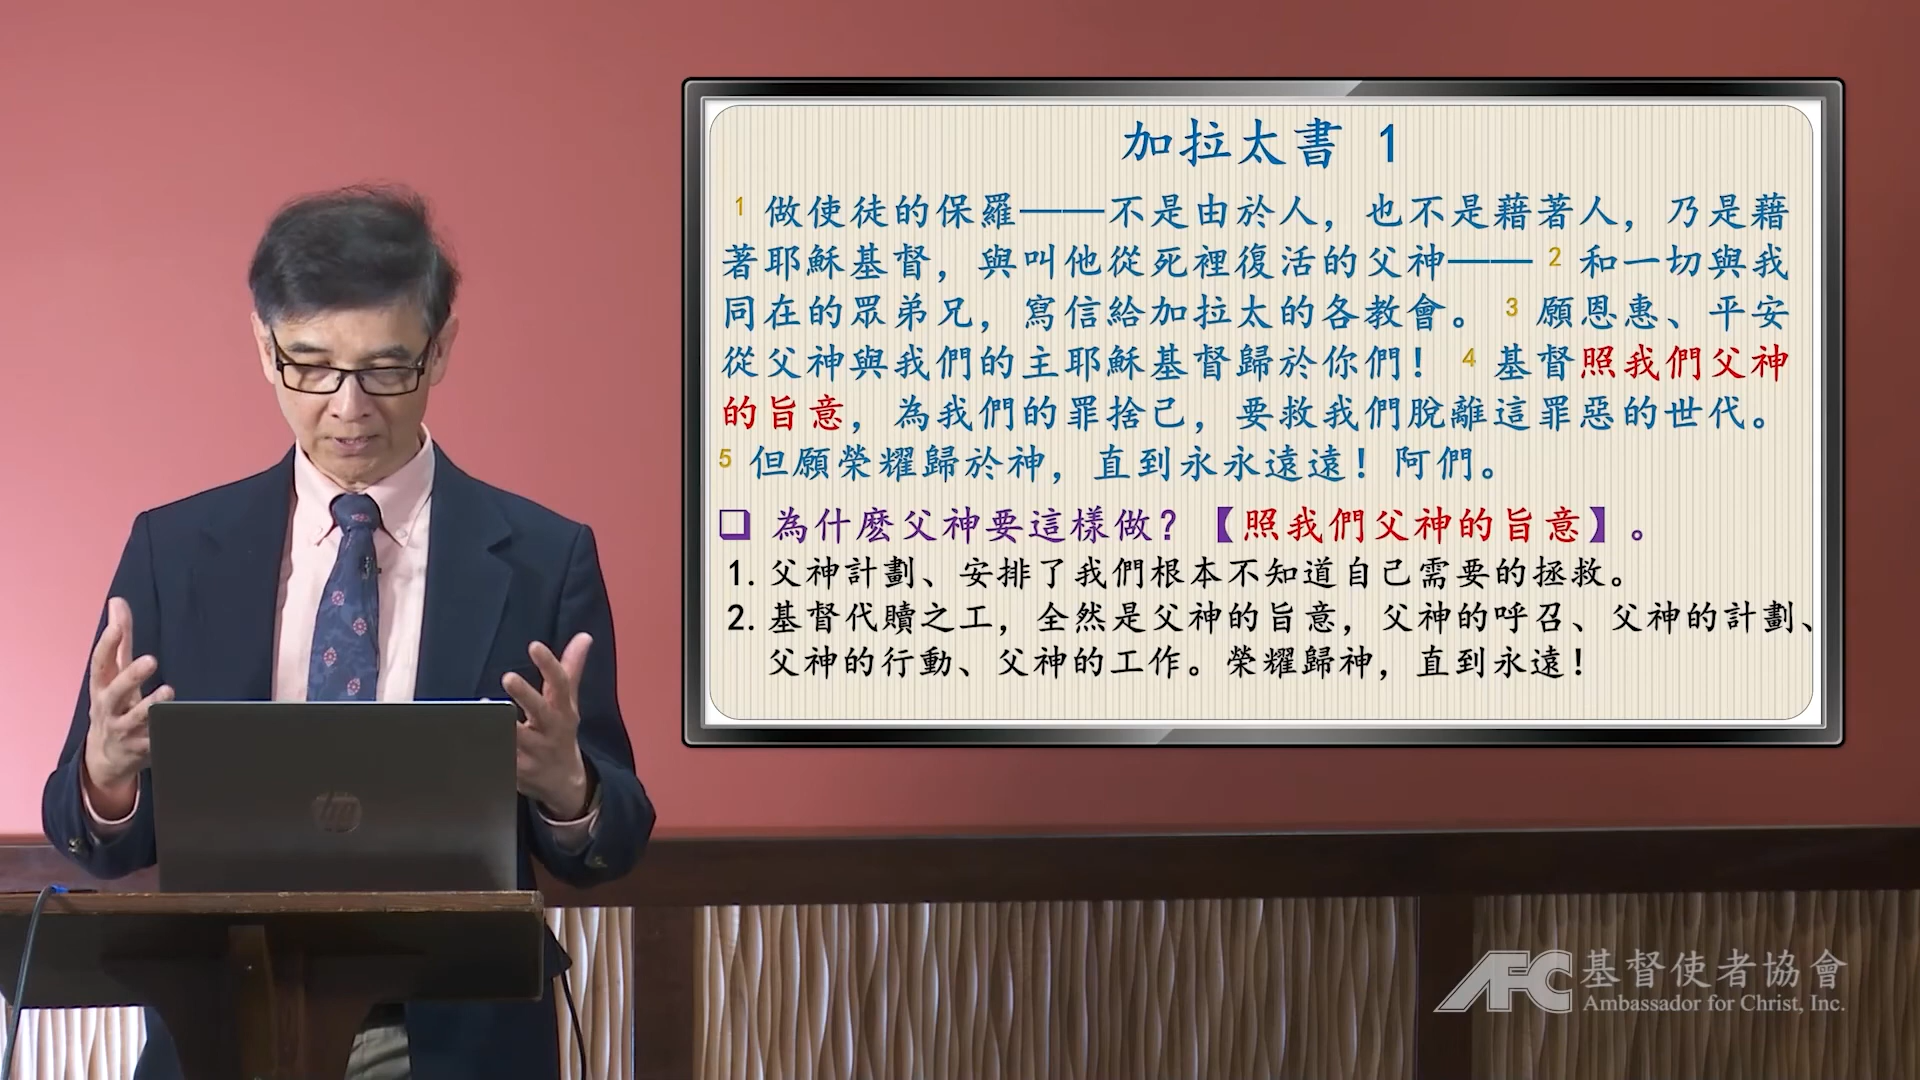 加拉太書 1
1 做使徒的保羅——不是由於人，也不是藉著人，乃是藉
著耶穌基督，與叫他從死裡復活的父神—— 2 和一切與我
同在的眾弟兄，寫信給加拉太的各教會。 3 願恩惠、平安
從父神與我們的主耶穌基督歸於你們！ 4 基督照我們父神
的旨意，為我們的罪捨己，要救我們脫離這罪惡的世代。
5 但願榮耀歸於神，直到永永遠遠！阿們。
❑ 為什麽父神要這樣做？【照我們父神的旨意】。
1. 父神計劃、安排了我們根本不知道自己需要的拯救。
2. 基督代贖之工，全然是父神的旨意，父神的呼召、父神的計劃、
父神的行動、父神的工作。榮耀歸神，直到永遠！
hp
AFC 基督使者協會
Ambassador for Christ, Inc.